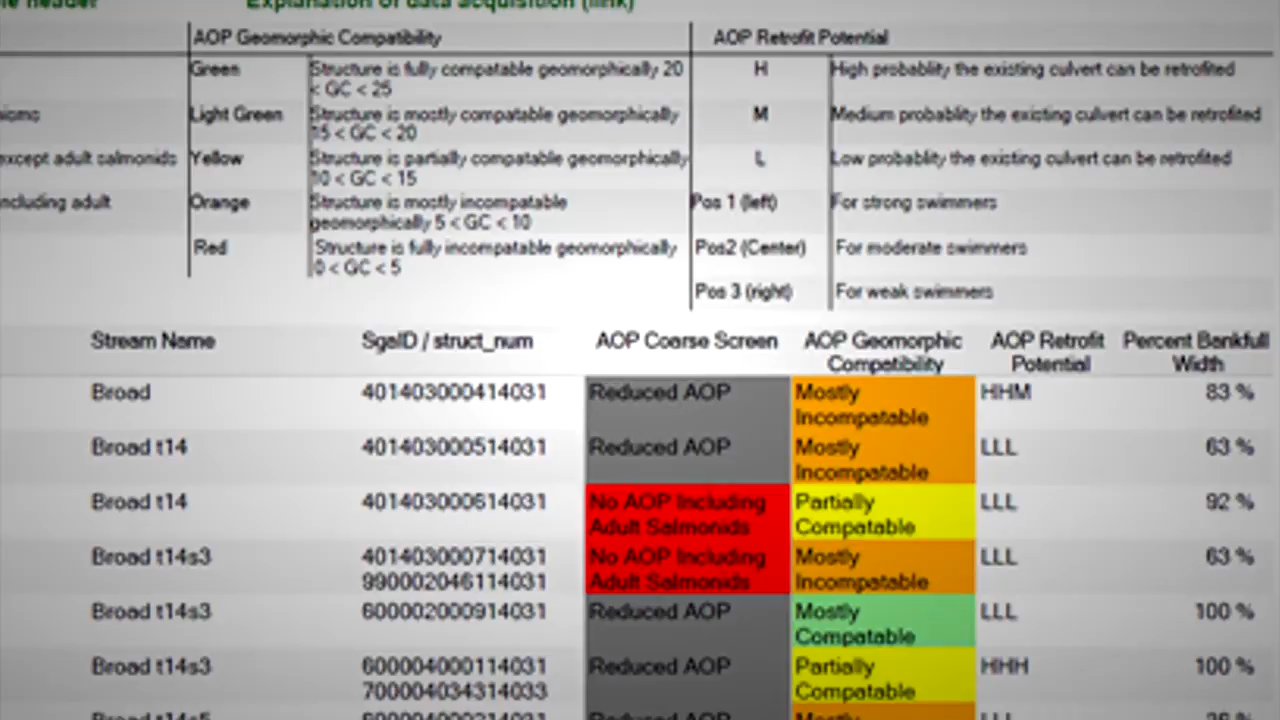 Explanation of data acquisition (link)
AOP Geomorphic Compatibility AOP Retrofit Potential
Green Structure is fully compatable geomorphically 20 H High probablity the existing culvert can be retrofited
< GC < 25
Light Green Structure is mostly compatable geomorphically M Medium probablity the existing culvert can be retrofited
15 < GC < 20
except adult salmonids Yellow Structure is partially compatable geomorphically L Low probablity the existing culvert can be retrofited
10 < GC < 15
including adult Orange Structure is mostly incompatable Pos 1 (left) For strong swimmers
geomorphically 5 < GC < 10
Red Structure is fully incompatable geomorphically Pos2 (Center) For moderate swimmers
0 < GC < 5
Pos 3 (right) For weak swimmers
Stream Name SgaID / struct_num AOP Coarse Screen AOP Geomorphic AOP Retrofit Percent Bankfull
Compatibility Potential Width
Broad 401403000414031 Reduced AOP Mostly HHM 83 %
Incompatable
Broad t14 401403000514031 Reduced AOP Mostly LLL 63 %
Incompatable
Broad t14 401403000614031 No AOP Including Partially LLL 92 %
Adult Salmonids Compatable
Broad t14s3 401403000714031 No AOP Including Mostly LLL 63 %
990002046114031 Adult Salmonids Incompatable
Broad t14s3 600002000914031 Reduced AOP Mostly LLL 100 %
Compatable
Broad t14s3 600004000114031 Reduced AOP Partially HHH 100 %
700004034314033 Compatable
Reduced AOP Mostly LLL